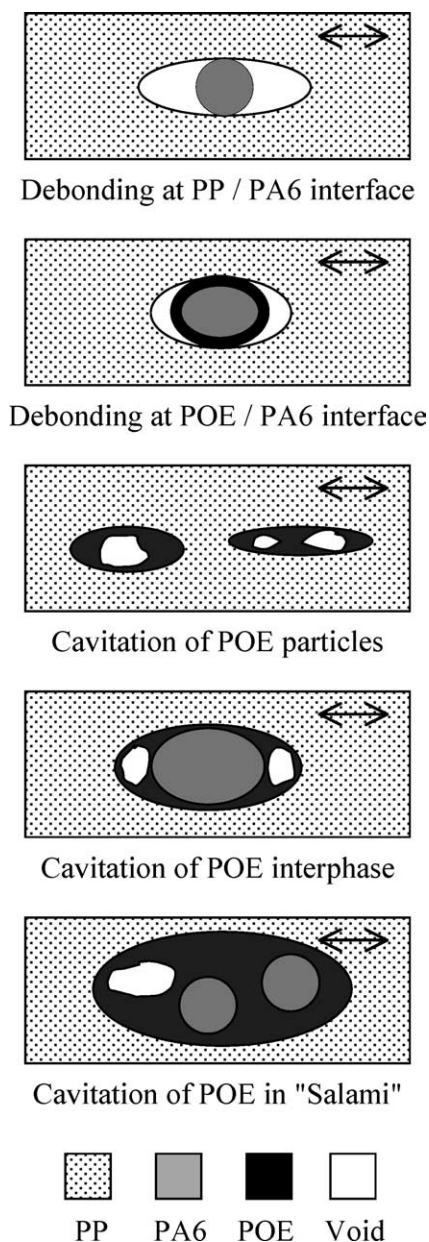 Debonding at PP / PA6 interface
Debonding at POE / PA6 interface
Cavitation of POE particles
Cavitation of POE interphase
Cavitation of POE in "Salami"
PP PA6 POE Void